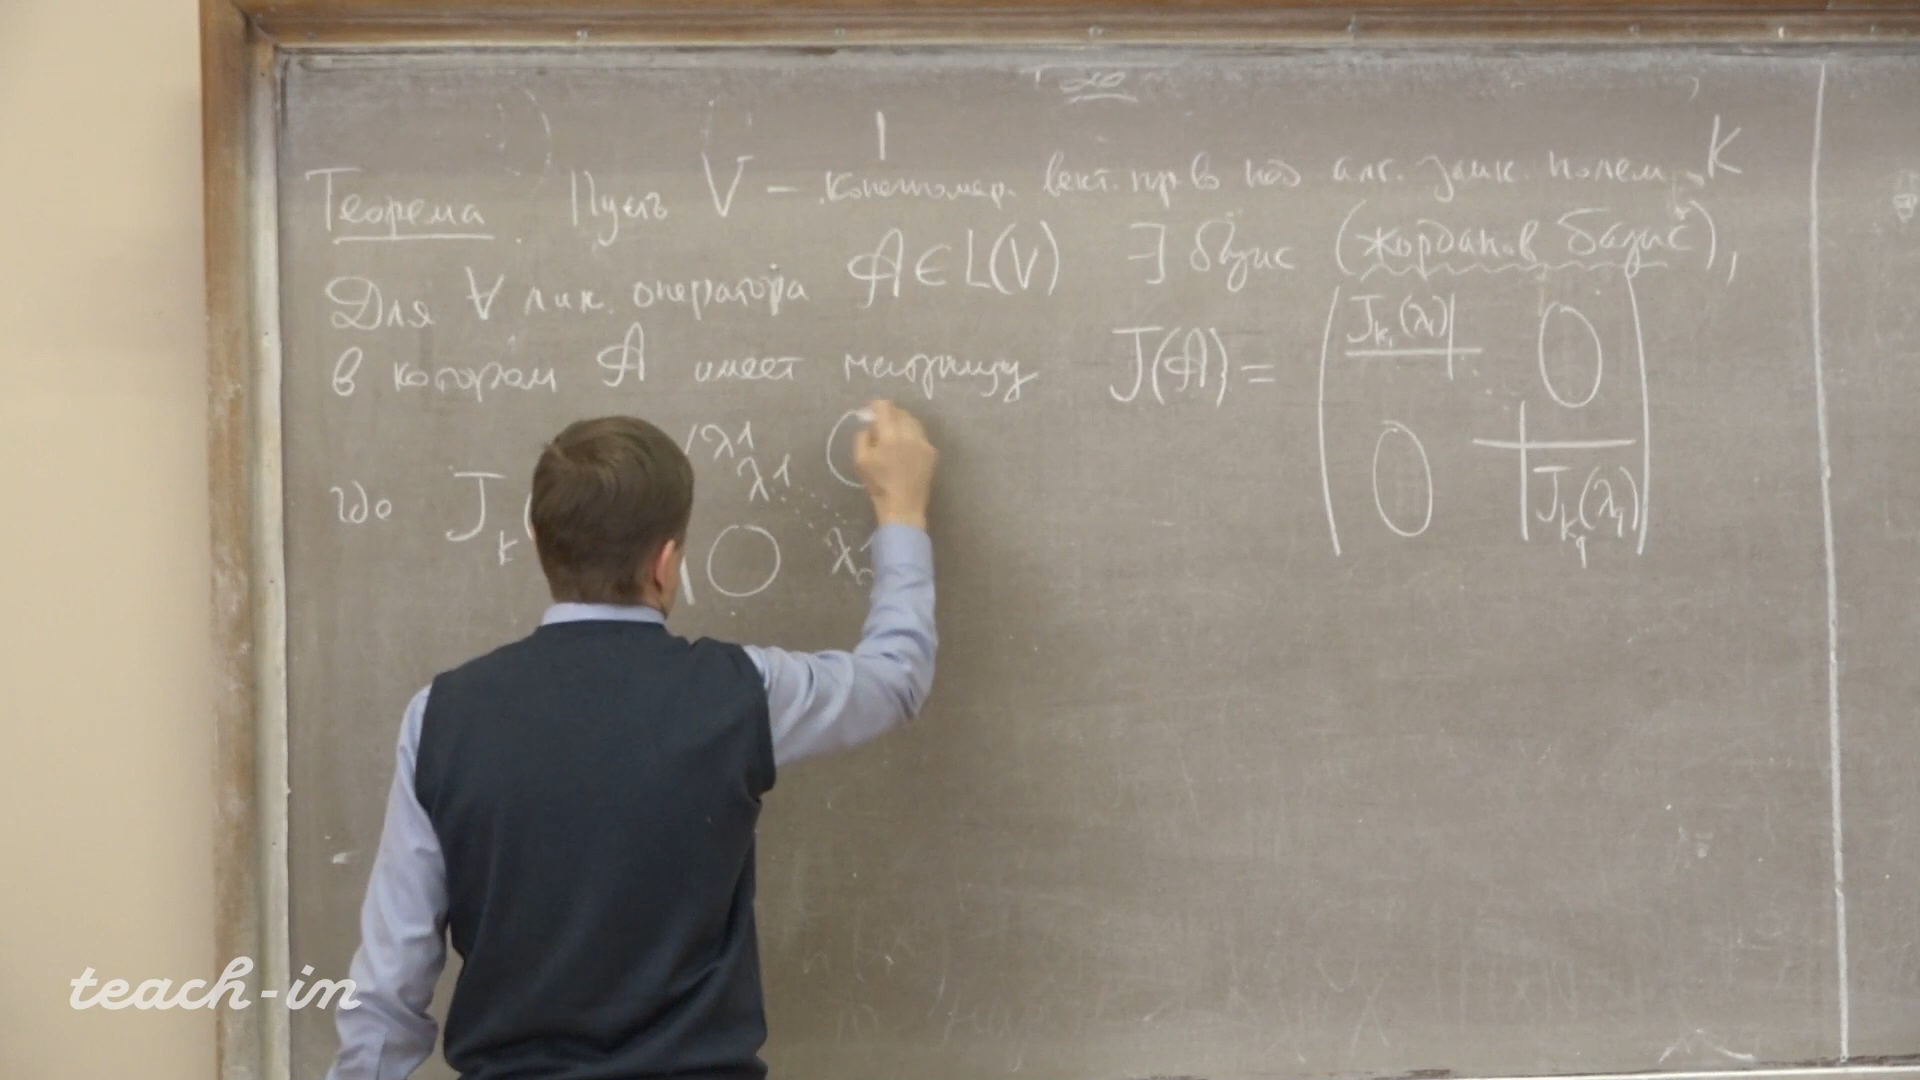 Теорема. Пусть V – конечномер. вект. пр-во над алг. замк. полем K
Для ∀ лин. оператора 𝒜 ∈ L(V) ∃ базис (жорданов базис),
в котором 𝒜 имеет матрицу J(𝒜) = ( J_{k_1}(λ_1) 0
0 J_{k_q}(λ_q) )
где J_k(
λ 1
λ 1
0 λ
teach-in